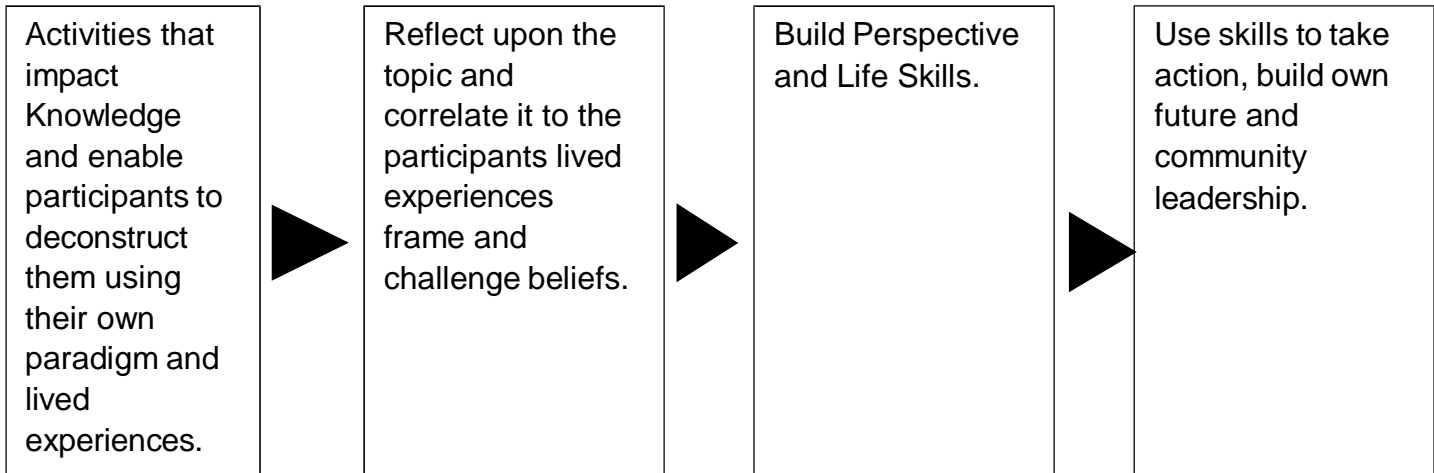 Activities that
impact
Knowledge
and enable
participants to
deconstruct
them using
their own
paradigm and
lived
experiences.
Reflect upon the
topic and
correlate it to the
participants lived
experiences
frame and
challenge beliefs.
Build Perspective
and Life Skills.
Use skills to take
action, build own
future and
community
leadership.